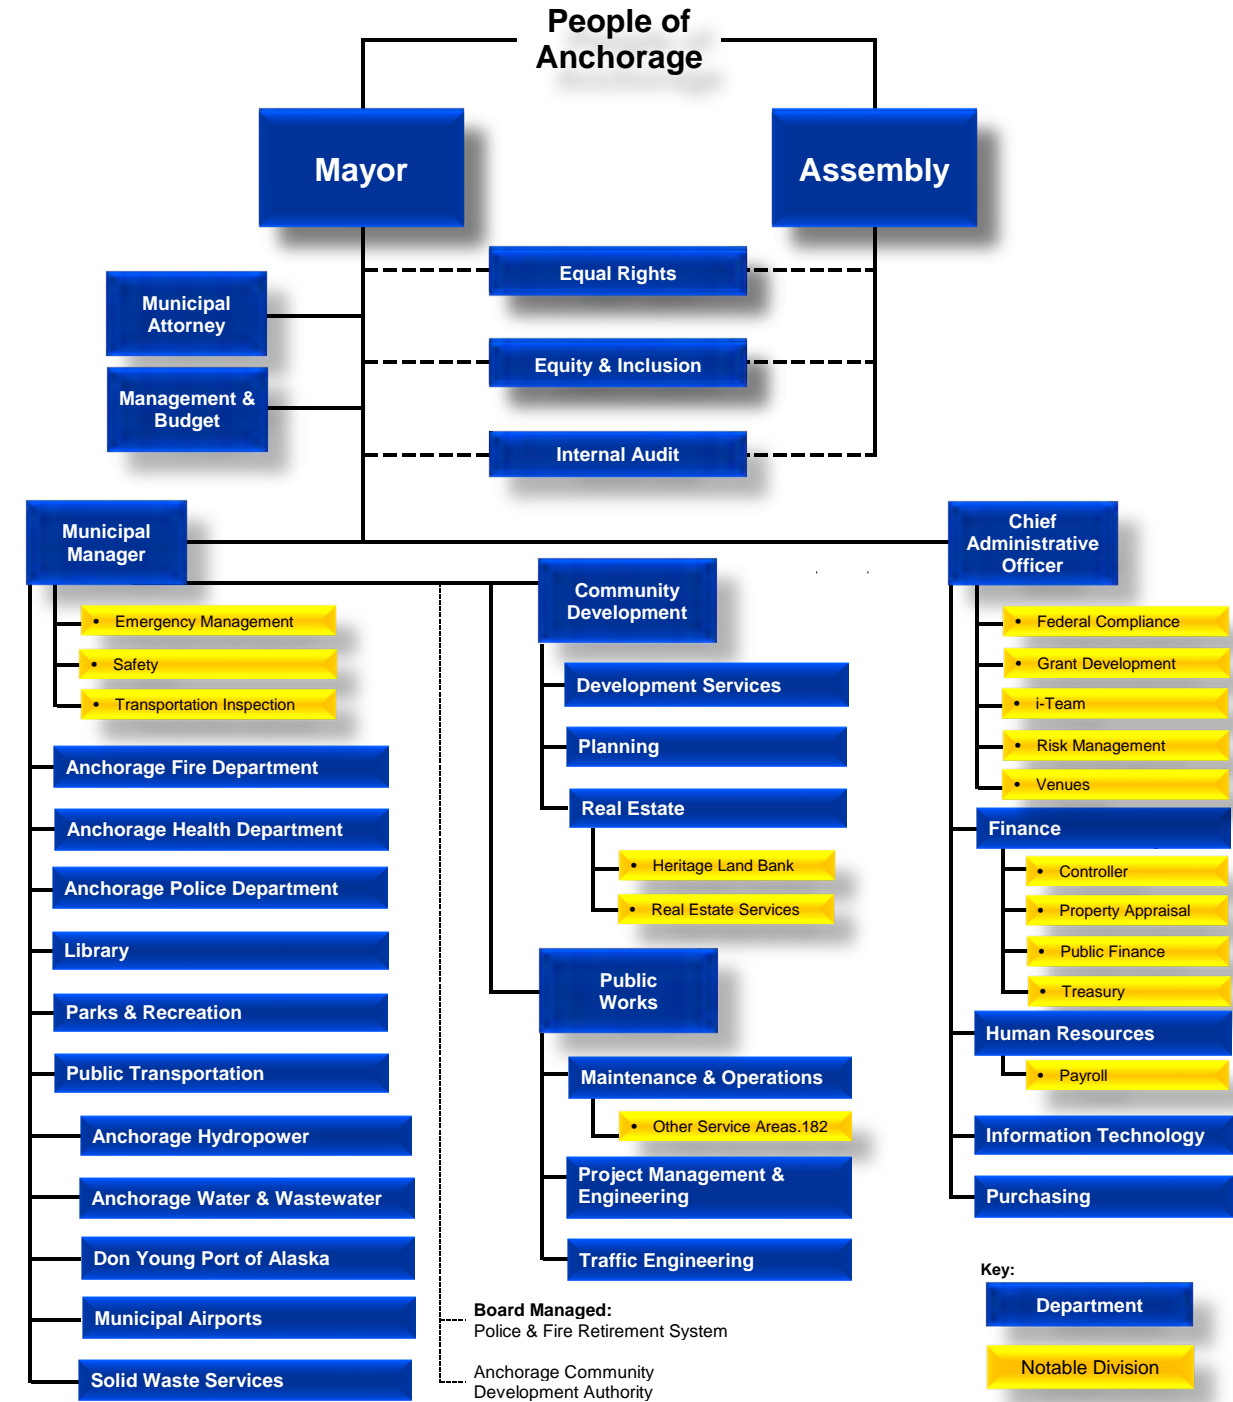 People of
Anchorage
Mayor
Assembly
Equal Rights
Municipal
Attorney
Equity & Inclusion
Management &
Budget
Internal Audit
Municipal
Manager
• Emergency Management
• Safety
• Transportation Inspection
Anchorage Fire Department
Anchorage Health Department
Anchorage Police Department
Library
Parks & Recreation
Public Transportation
Anchorage Hydropower
Anchorage Water & Wastewater
Don Young Port of Alaska
Municipal Airports
Solid Waste Services
Community
Development
Development Services
Planning
Real Estate
• Heritage Land Bank
• Real Estate Services
Public
Works
Maintenance & Operations
• Other Service Areas.182
Project Management &
Engineering
Traffic Engineering
Board Managed:
Police & Fire Retirement System
Anchorage Community
Development Authority
Chief
Administrative
Officer
• Federal Compliance
• Grant Development
• i-Team
• Risk Management
• Venues
Finance
• Controller
• Property Appraisal
• Public Finance
• Treasury
Human Resources
• Payroll
Information Technology
Purchasing
Key:
Department
Notable Division